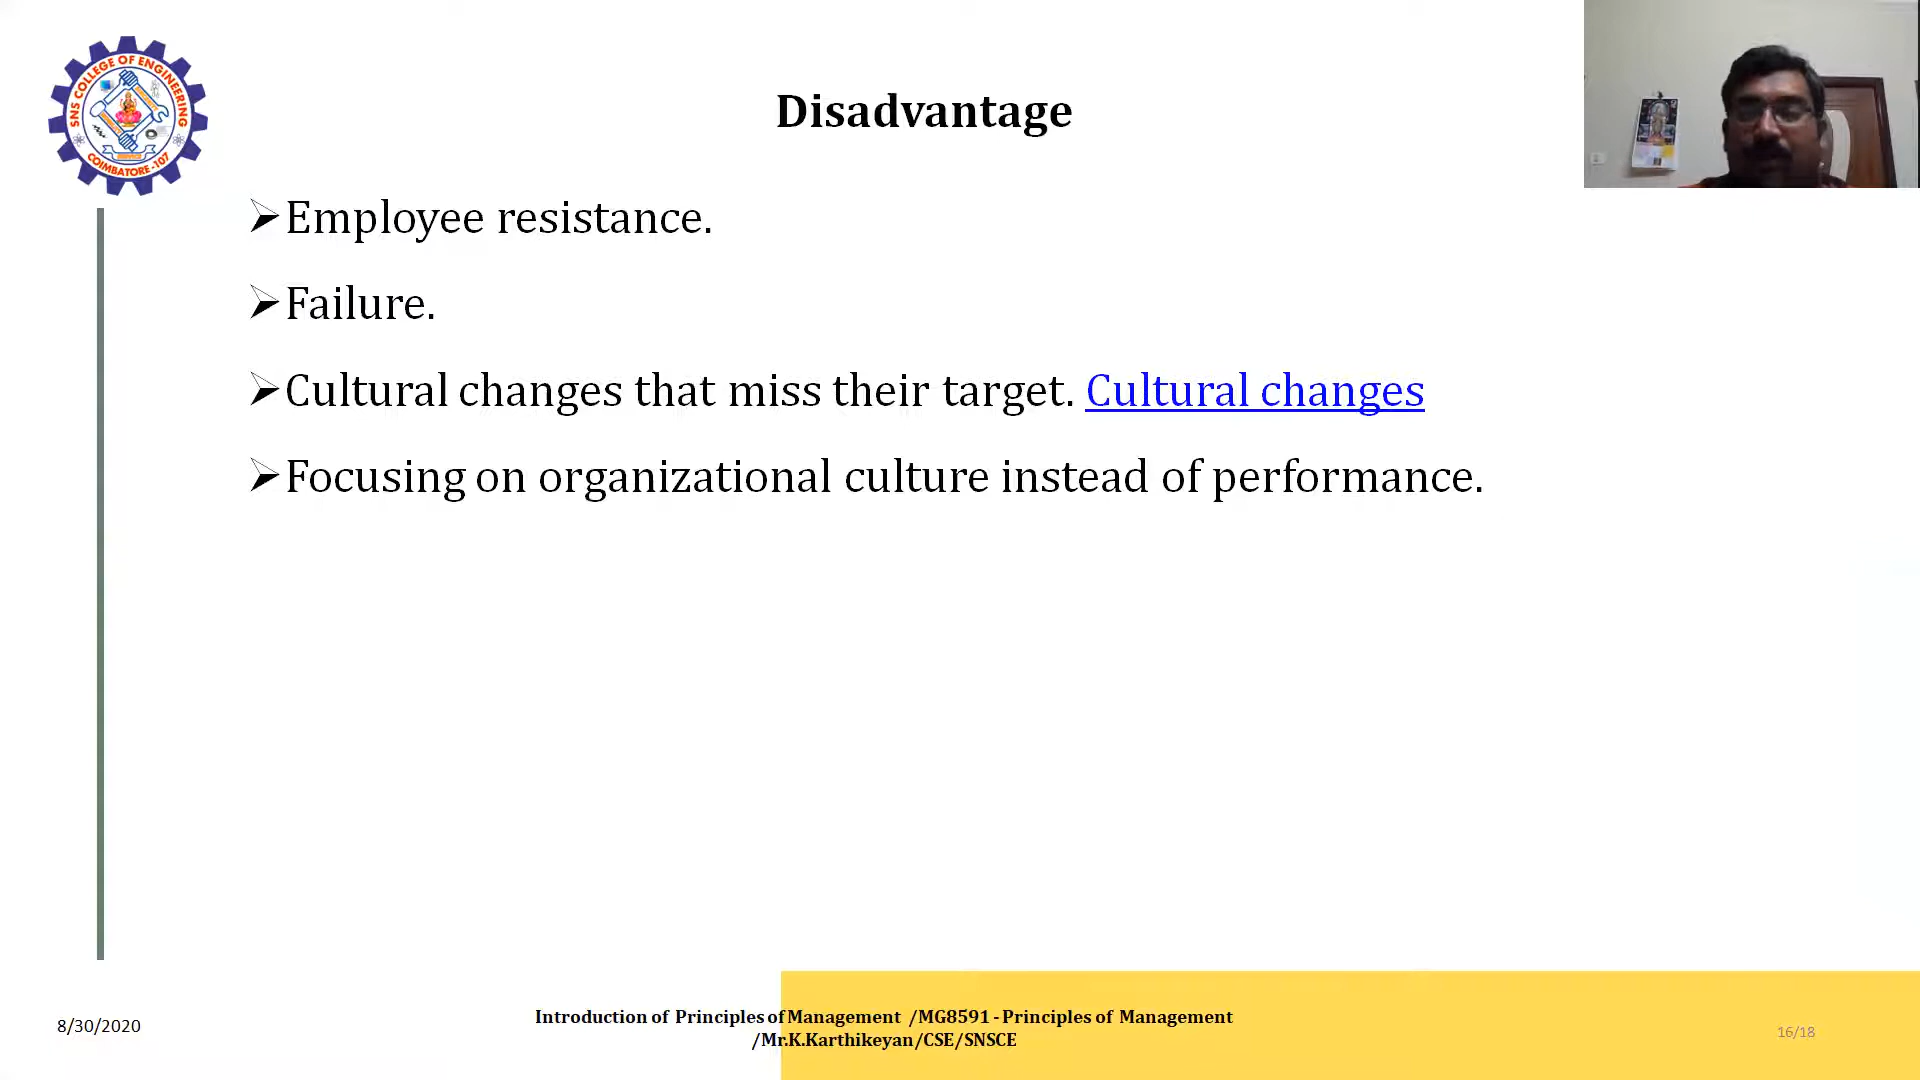 SNS COLLEGE OF ENGINEERING
COIMBATORE - 107
Disadvantage
Employee resistance.
Failure.
Cultural changes that miss their target. Cultural changes
Focusing on organizational culture instead of performance.
8/30/2020
Introduction of Principles of Management /MG8591 - Principles of Management
/Mr.K.Karthikeyan/CSE/SNSCE
16/18